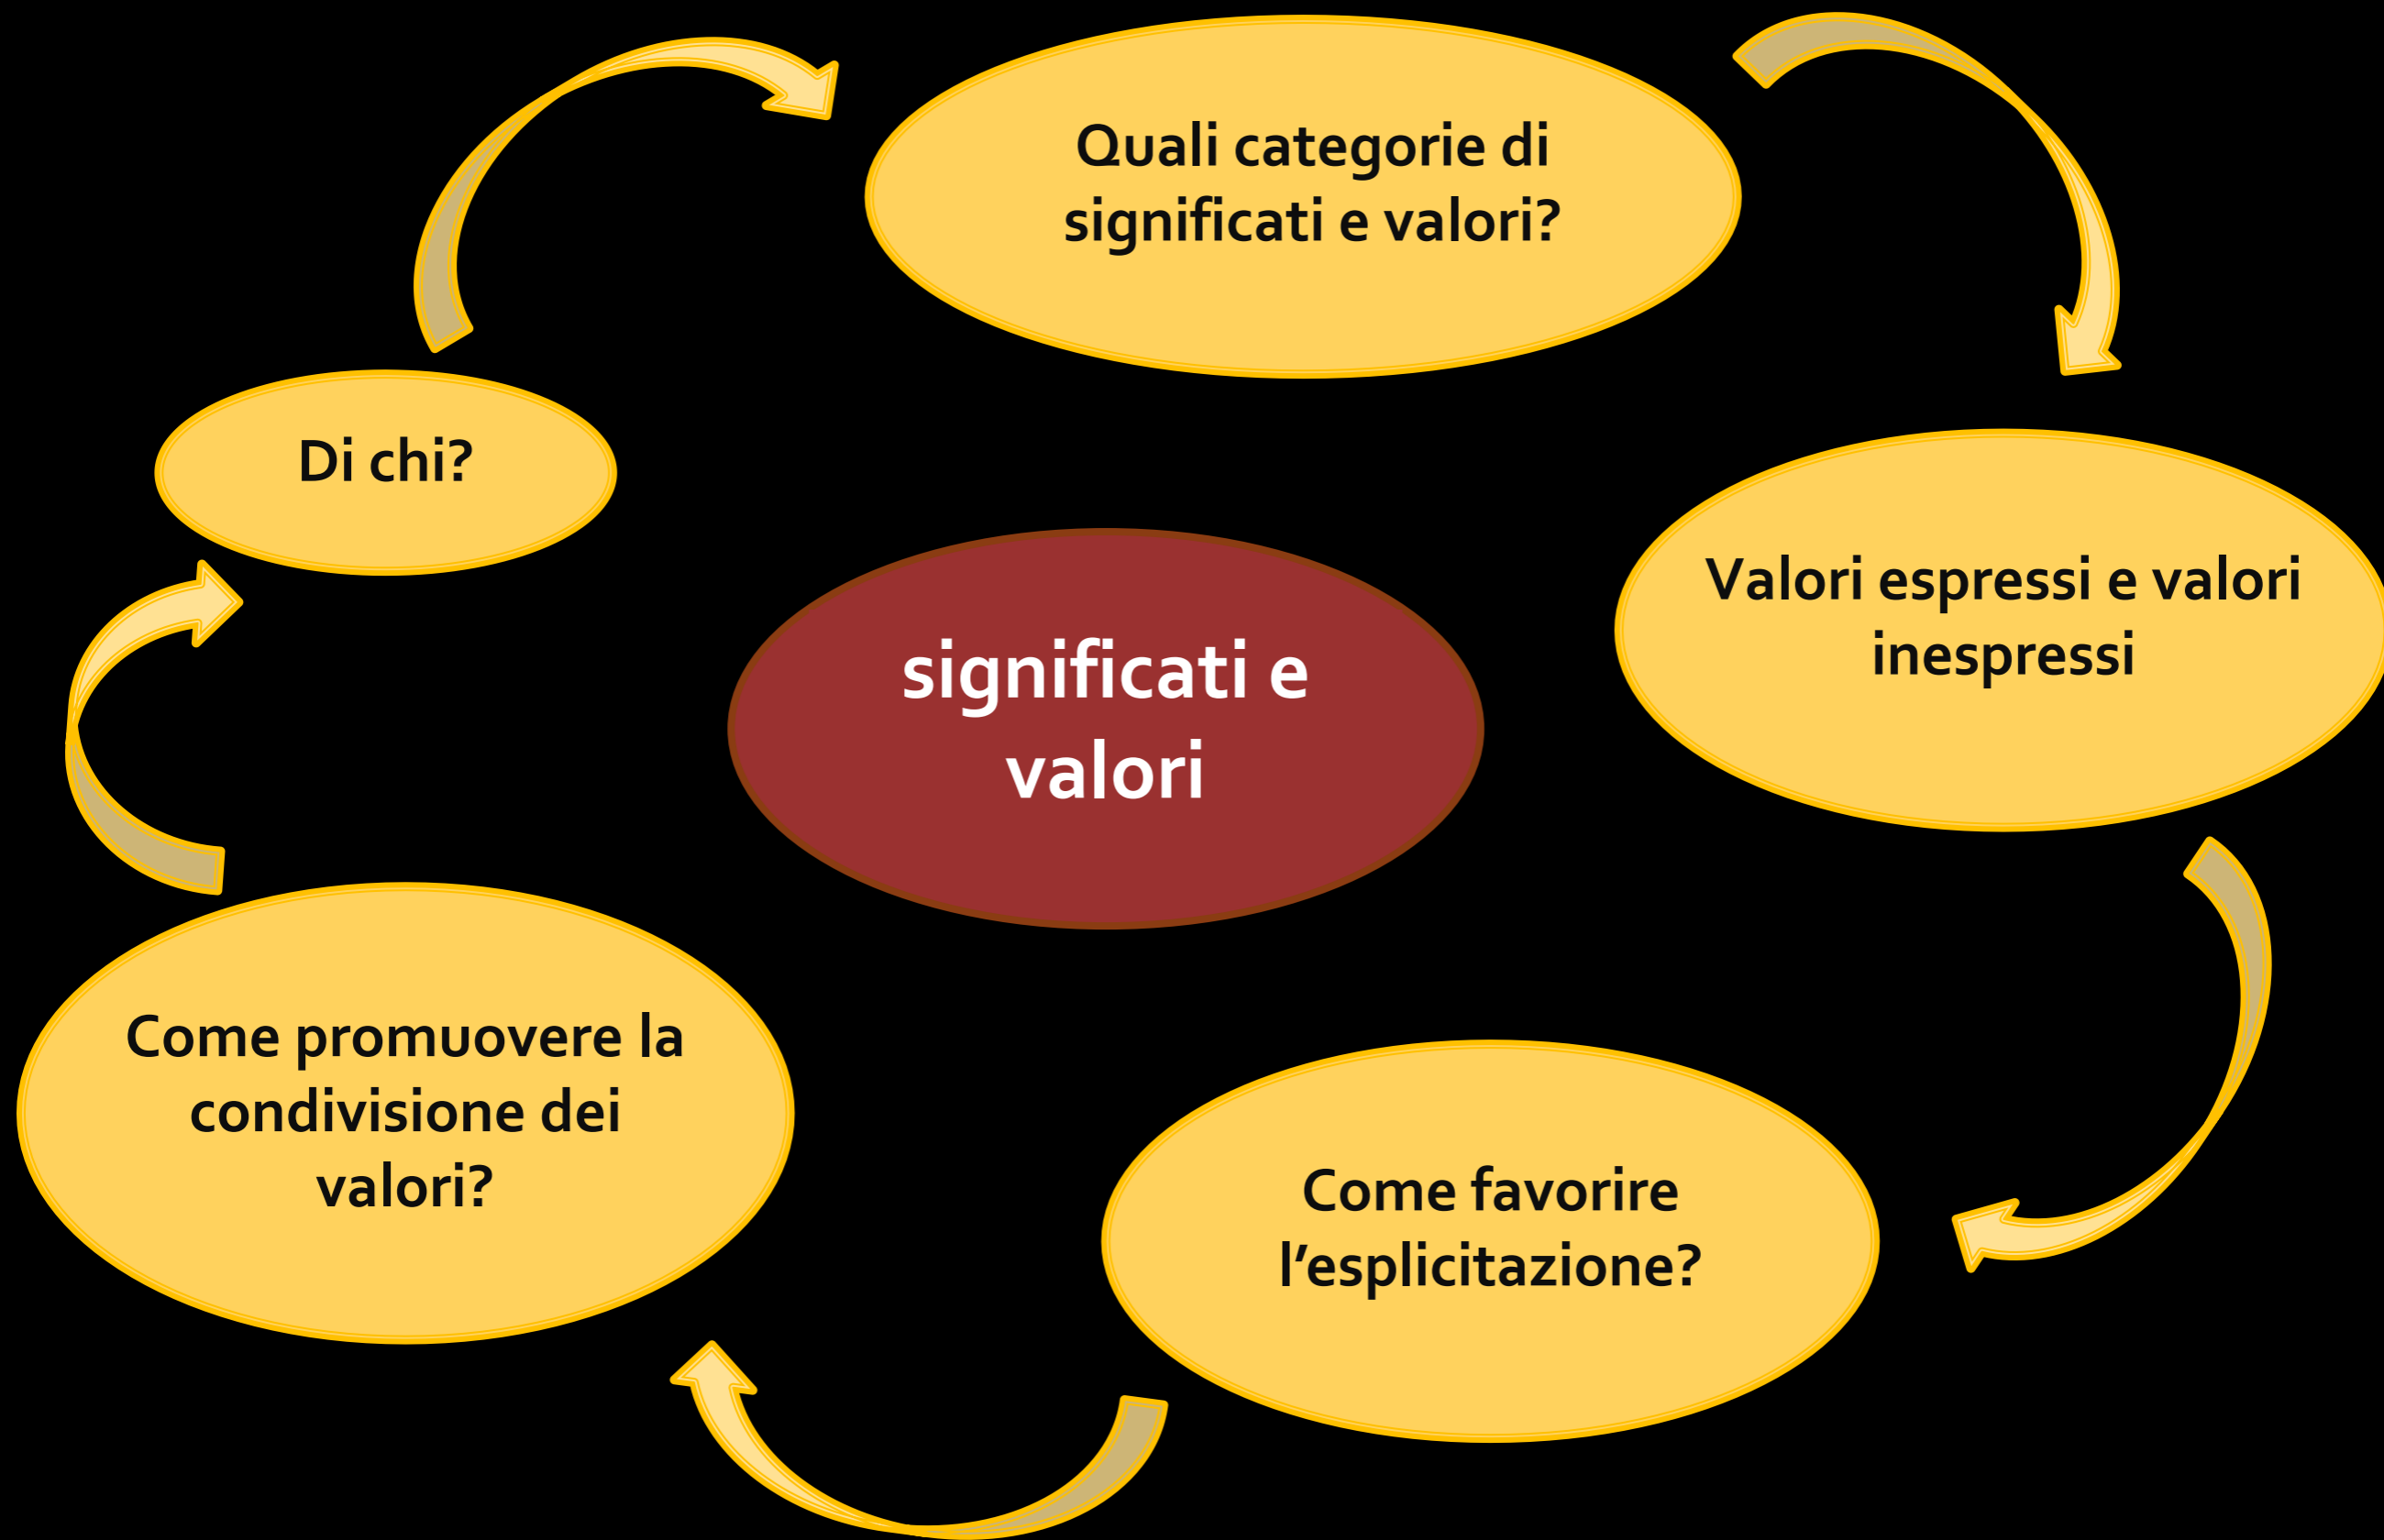 Quali categorie di
significati e valori?
Di chi?
Valori espressi e valori
inespressi
significati e
valori
Come promuovere la
condivisione dei
valori?
Come favorire
l’esplicitazione?